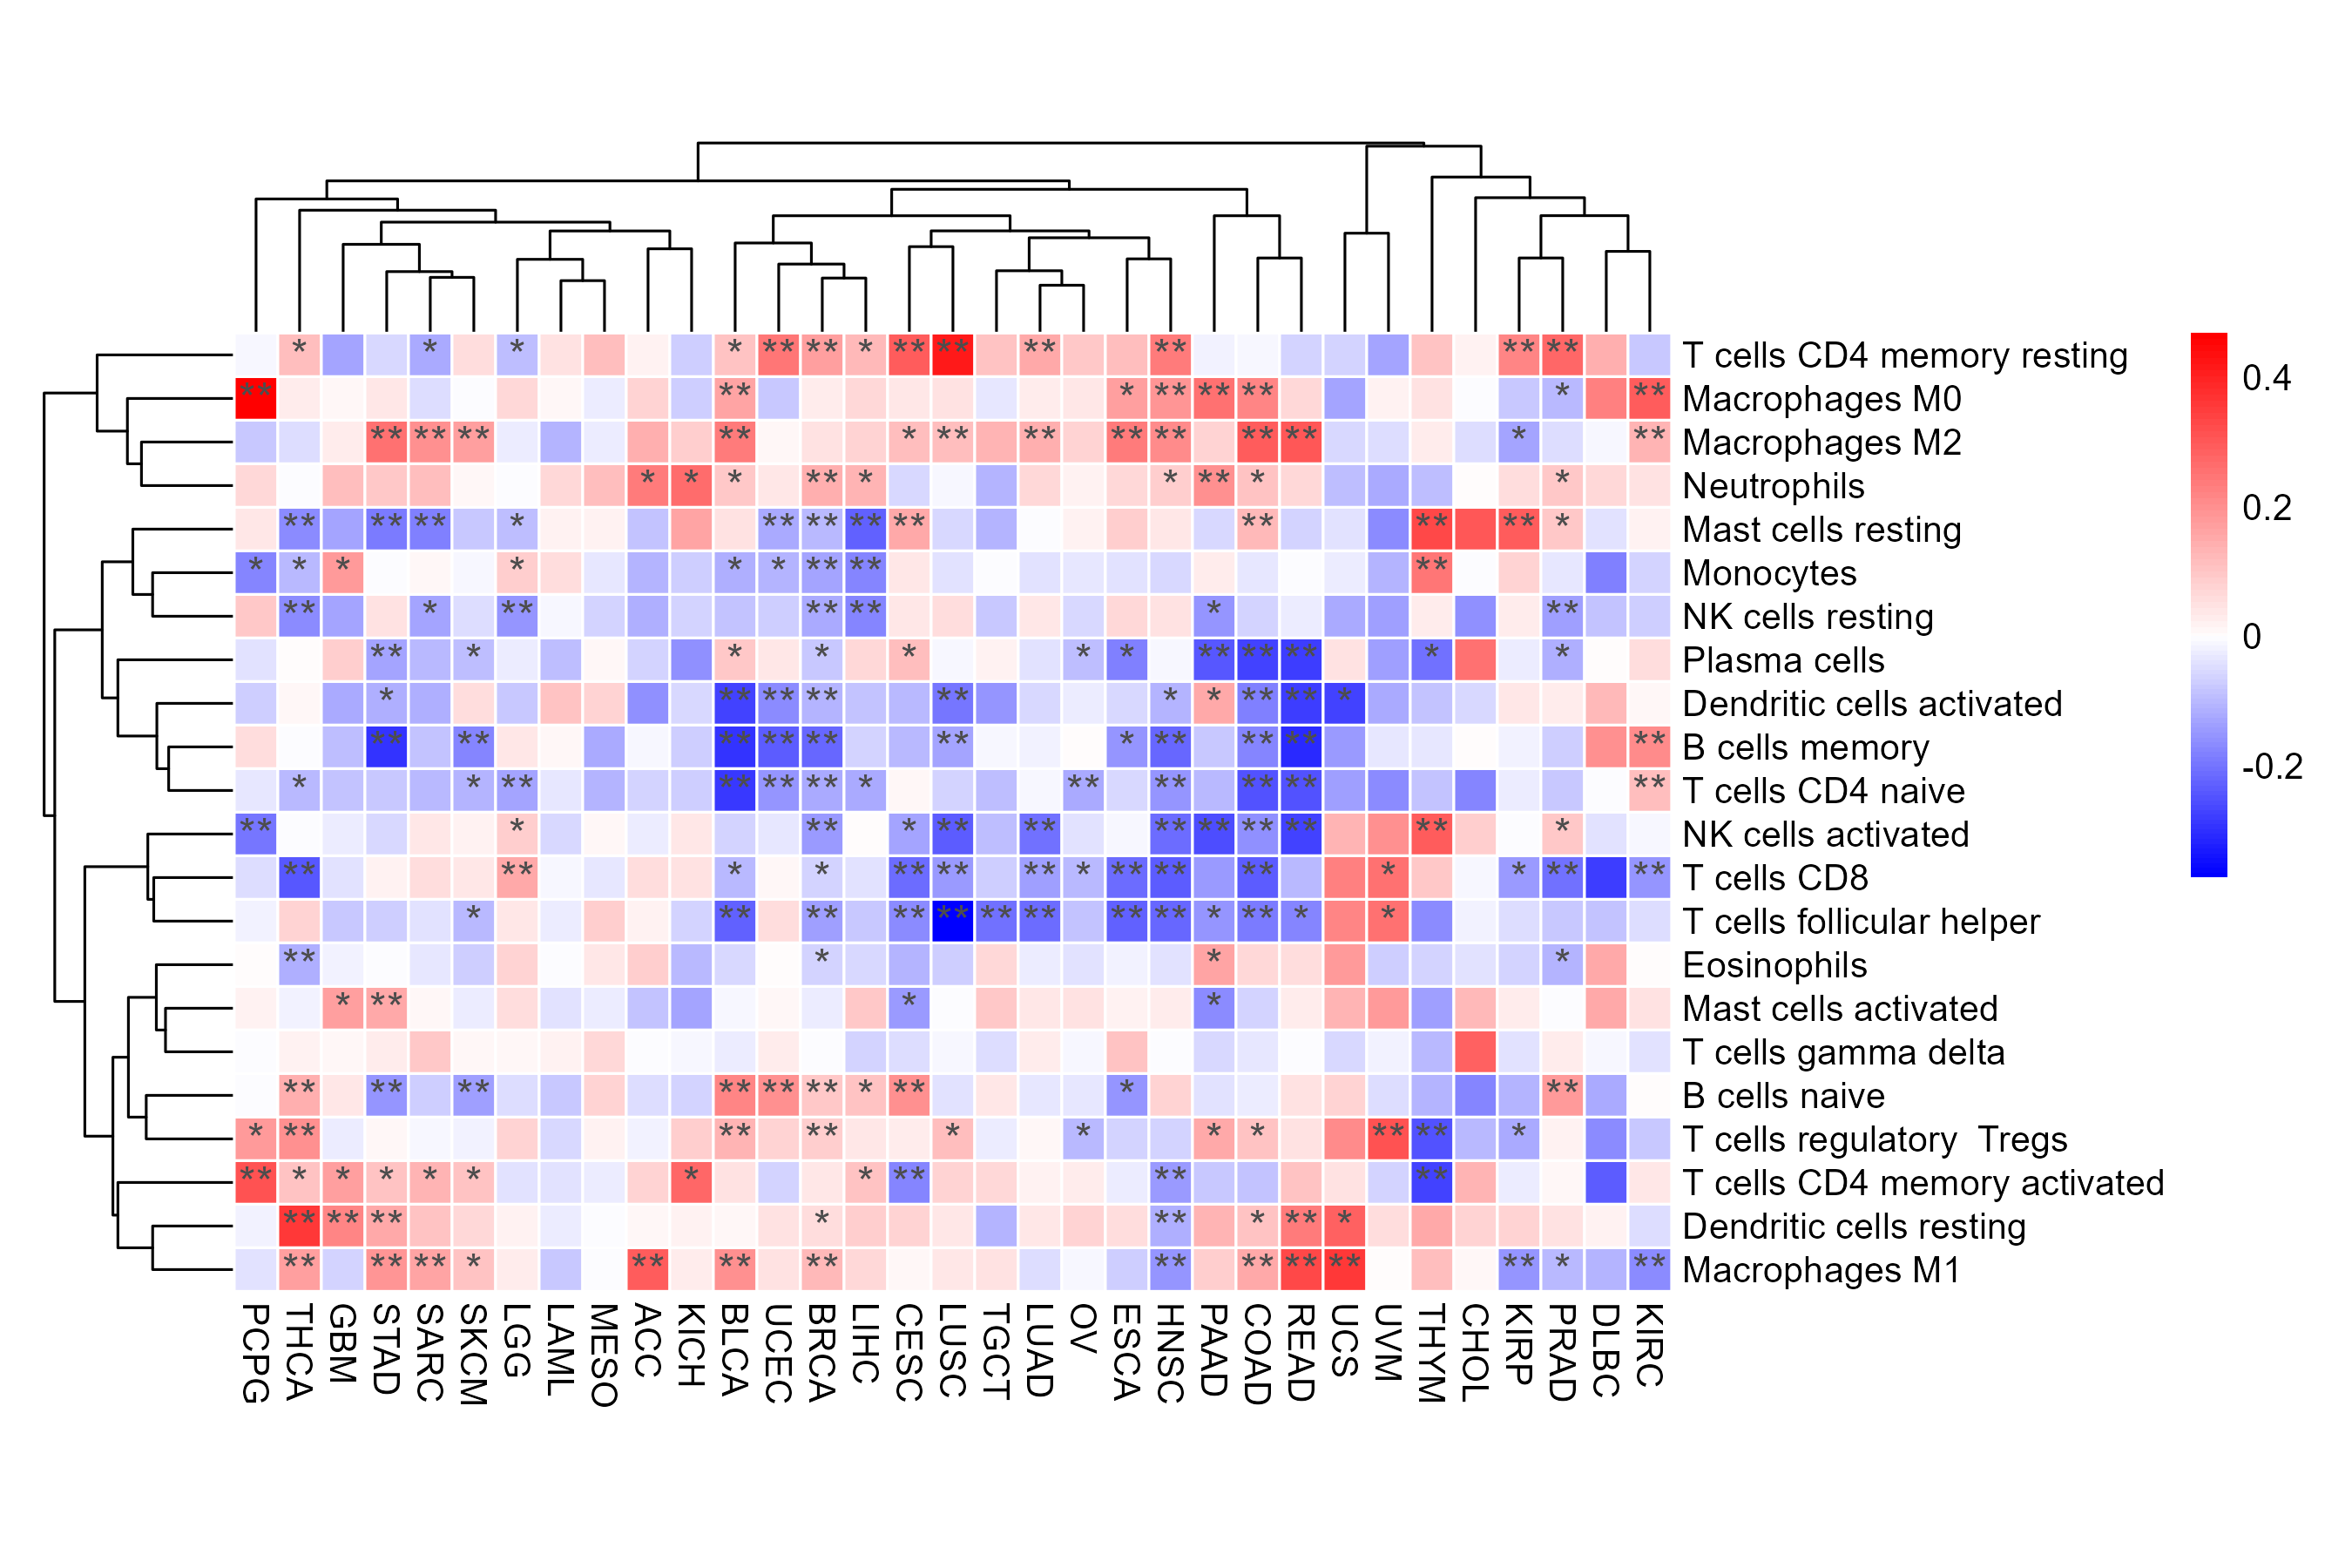 * * * * ** ** * ** ** ** ** ** **
T cells CD4 memory resting
** ** * ** ** ** * **
Macrophages M0
** ** ** ** * ** ** ** ** ** ** * **
Macrophages M2
* * * ** * * ** * *
Neutrophils
** ** ** * ** ** ** ** ** ** ** *
Mast cells resting
* * * * * * ** ** **
Monocytes
** * ** ** ** * **
NK cells resting
** * * * * * * ** ** ** * *
Plasma cells
* ** ** ** ** * * ** ** *
Dendritic cells activated
** ** ** ** ** ** * ** ** ** **
B cells memory
* * ** ** ** ** * ** ** ** ** **
T cells CD4 naive
** * ** * ** ** ** ** ** ** ** *
NK cells activated
** ** * * ** ** ** * ** ** ** * * ** **
T cells CD8
* ** ** ** ** ** ** ** ** * ** * *
T cells follicular helper
** * * *
Eosinophils
* ** * *
Mast cells activated
T cells gamma delta
** ** ** ** ** ** * ** * **
B cells naive
* ** ** ** * * * * ** ** *
T cells regulatory  Tregs
** * * * * * * * ** ** **
T cells CD4 memory activated
** ** ** * ** * ** *
Dendritic cells resting
** ** ** * ** ** ** ** ** ** ** ** * **
Macrophages M1
0.4
0.2
0
-0.2
PCPG
THCA
GBM
STAD
SARC
SKCM
LGG
LAML
MESO
ACC
KICH
BLCA
UCEC
BRCA
LIHC
CESC
LUSC
TGCT
LUAD
OV
ESCA
HNSC
PAAD
COAD
READ
UCS
UVM
THYM
CHOL
KIRP
PRAD
DLBC
KIRC